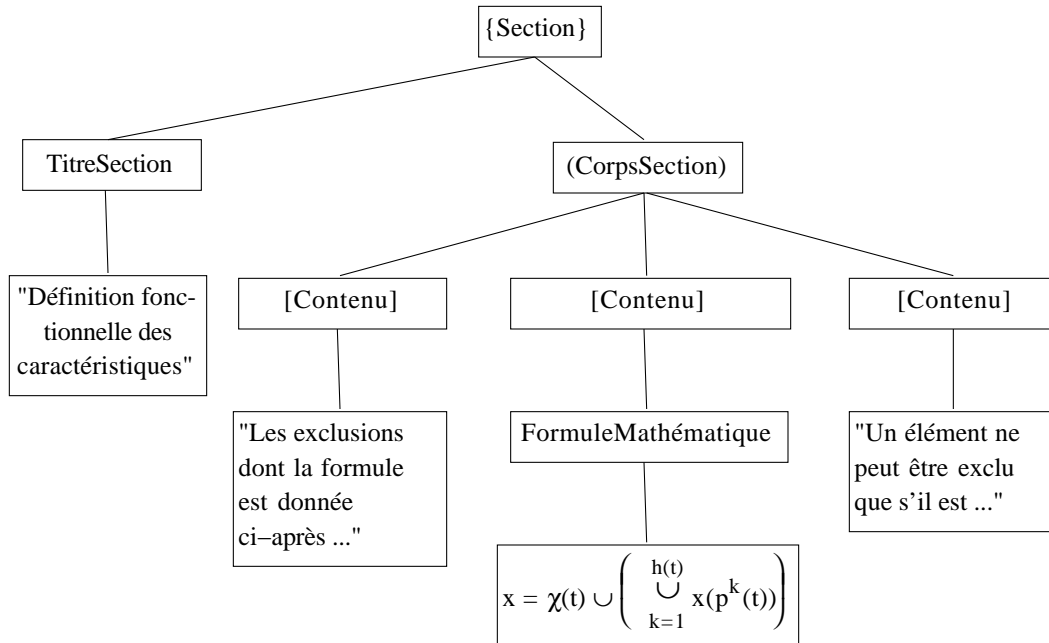 {Section}
TitreSection
(CorpsSection)
"Définition fonc-
tionnelle des
caractéristiques"
[Contenu]
[Contenu]
[Contenu]
"Les exclusions
dont la formule
est donnée
ci−après ..."
FormuleMathématique
"Un élément ne
peut être exclu
que s'il est ..."
h(t)
x = χ(t) ∪ ( ∪ x(p^k(t)) )
k=1